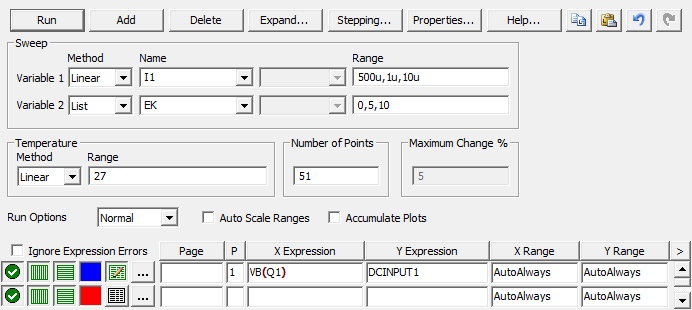 Run Add Delete Expand... Stepping... Properties... Help...
Sweep
Method Name Range
Variable 1 Linear I1 500u,1u,10u
Variable 2 List EK 0,5,10
Temperature Number of Points Maximum Change %
Method Range
Linear 27 51 5
Run Options Normal Auto Scale Ranges Accumulate Plots
Ignore Expression Errors Page P X Expression Y Expression X Range Y Range >
... 1 VB(Q1) DCINPUT1 AutoAlways AutoAlways
... AutoAlways AutoAlways